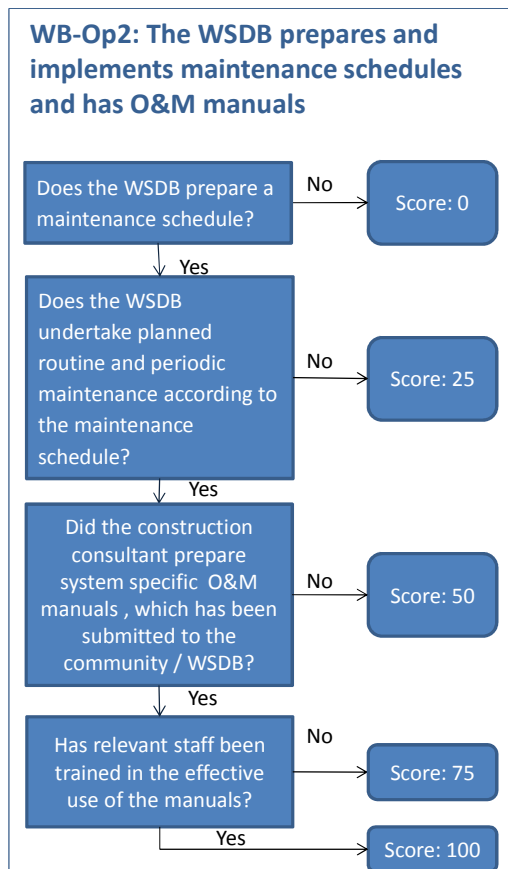 WB-Op2: The WSDB prepares and
implements maintenance schedules
and has O&M manuals
Does the WSDB prepare a
maintenance schedule?
No
Score: 0
Yes
Does the WSDB
undertake planned
routine and periodic
maintenance according to
the maintenance
schedule?
No
Score: 25
Yes
Did the construction
consultant prepare
system specific O&M
manuals , which has been
submitted to the
community / WSDB?
No
Score: 50
Yes
Has relevant staff been
trained in the effective
use of the manuals?
No
Score: 75
Yes
Score: 100